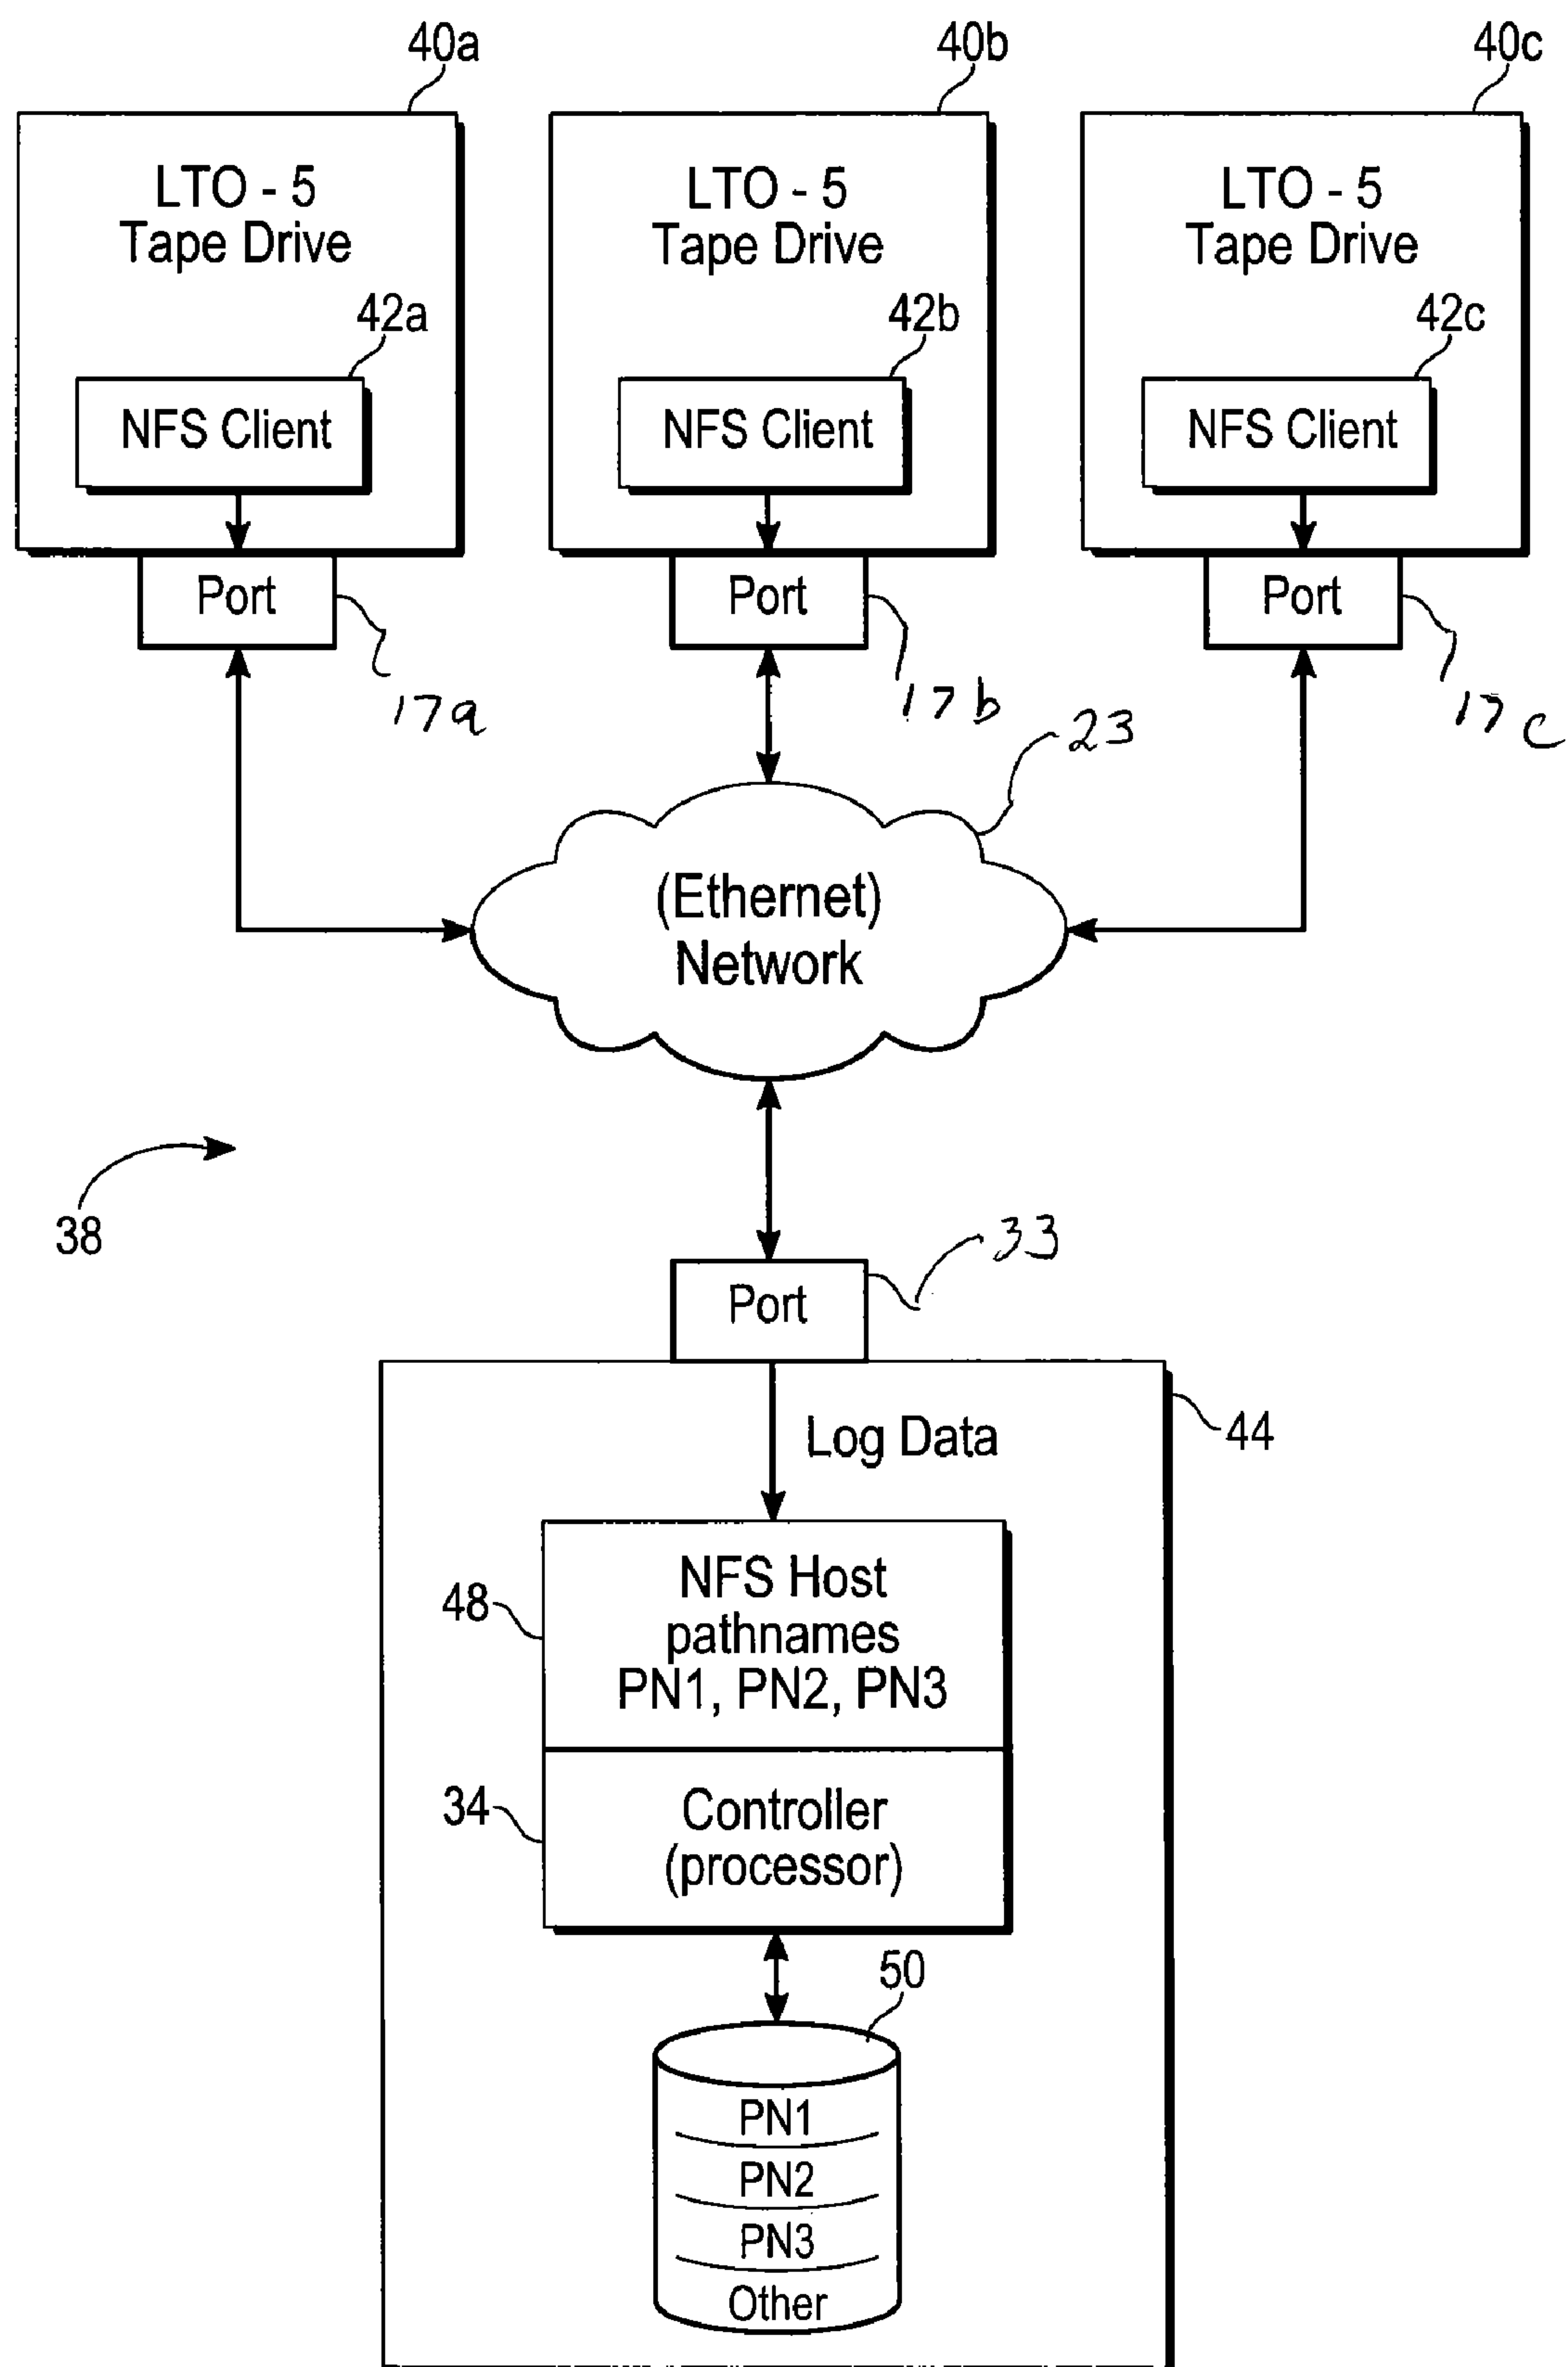 40a
40b
40c
LTO - 5
Tape Drive
LTO - 5
Tape Drive
LTO - 5
Tape Drive
42a
42b
42c
NFS Client
NFS Client
NFS Client
Port
Port
Port
17a
17b
17c
23
(Ethernet)
Network
38
33
Port
Log Data
44
48
NFS Host
pathnames
PN1, PN2, PN3
34
Controller
(processor)
50
PN1
PN2
PN3
Other